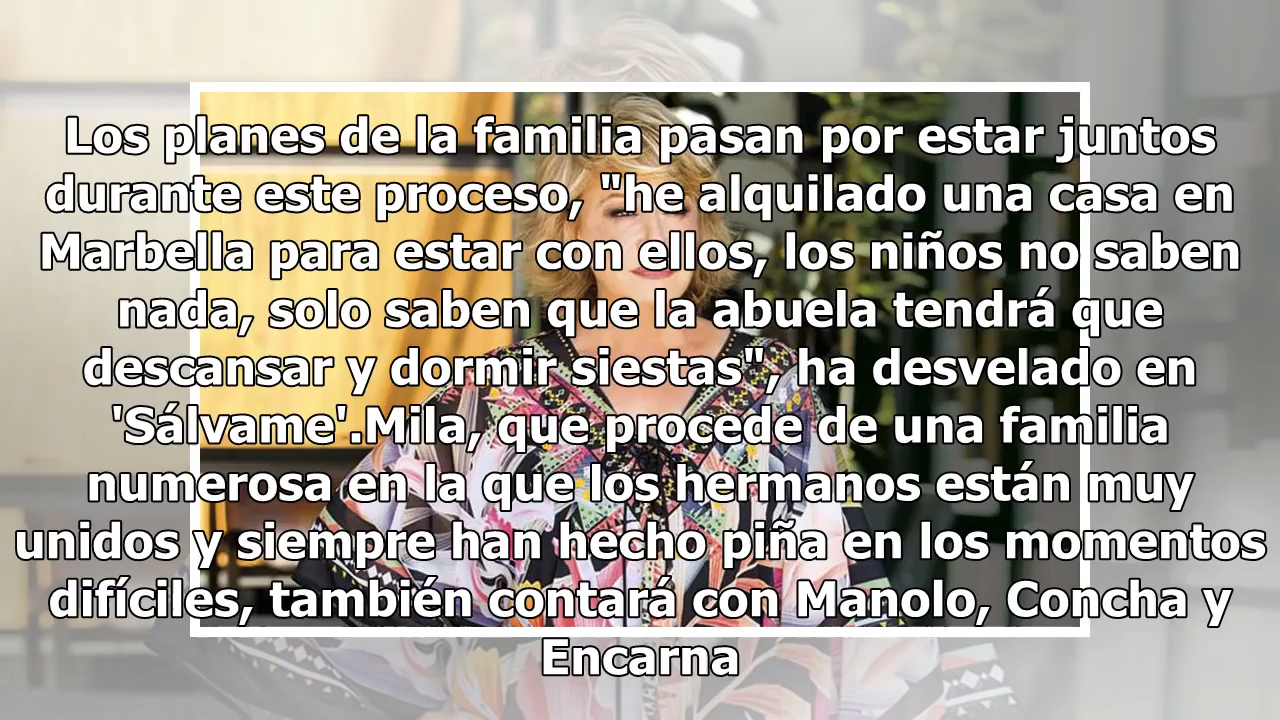 Los planes de la familia pasan por estar juntos
durante este proceso, "he alquilado una casa en
Marbella para estar con ellos, los niños no saben
nada, solo saben que la abuela tendrá que
descansar y dormir siestas", ha desvelado en
'Sálvame'.Mila, que procede de una familia
numerosa en la que los hermanos están muy
unidos y siempre han hecho piña en los momentos
difíciles, también contará con Manolo, Concha y
Encarna